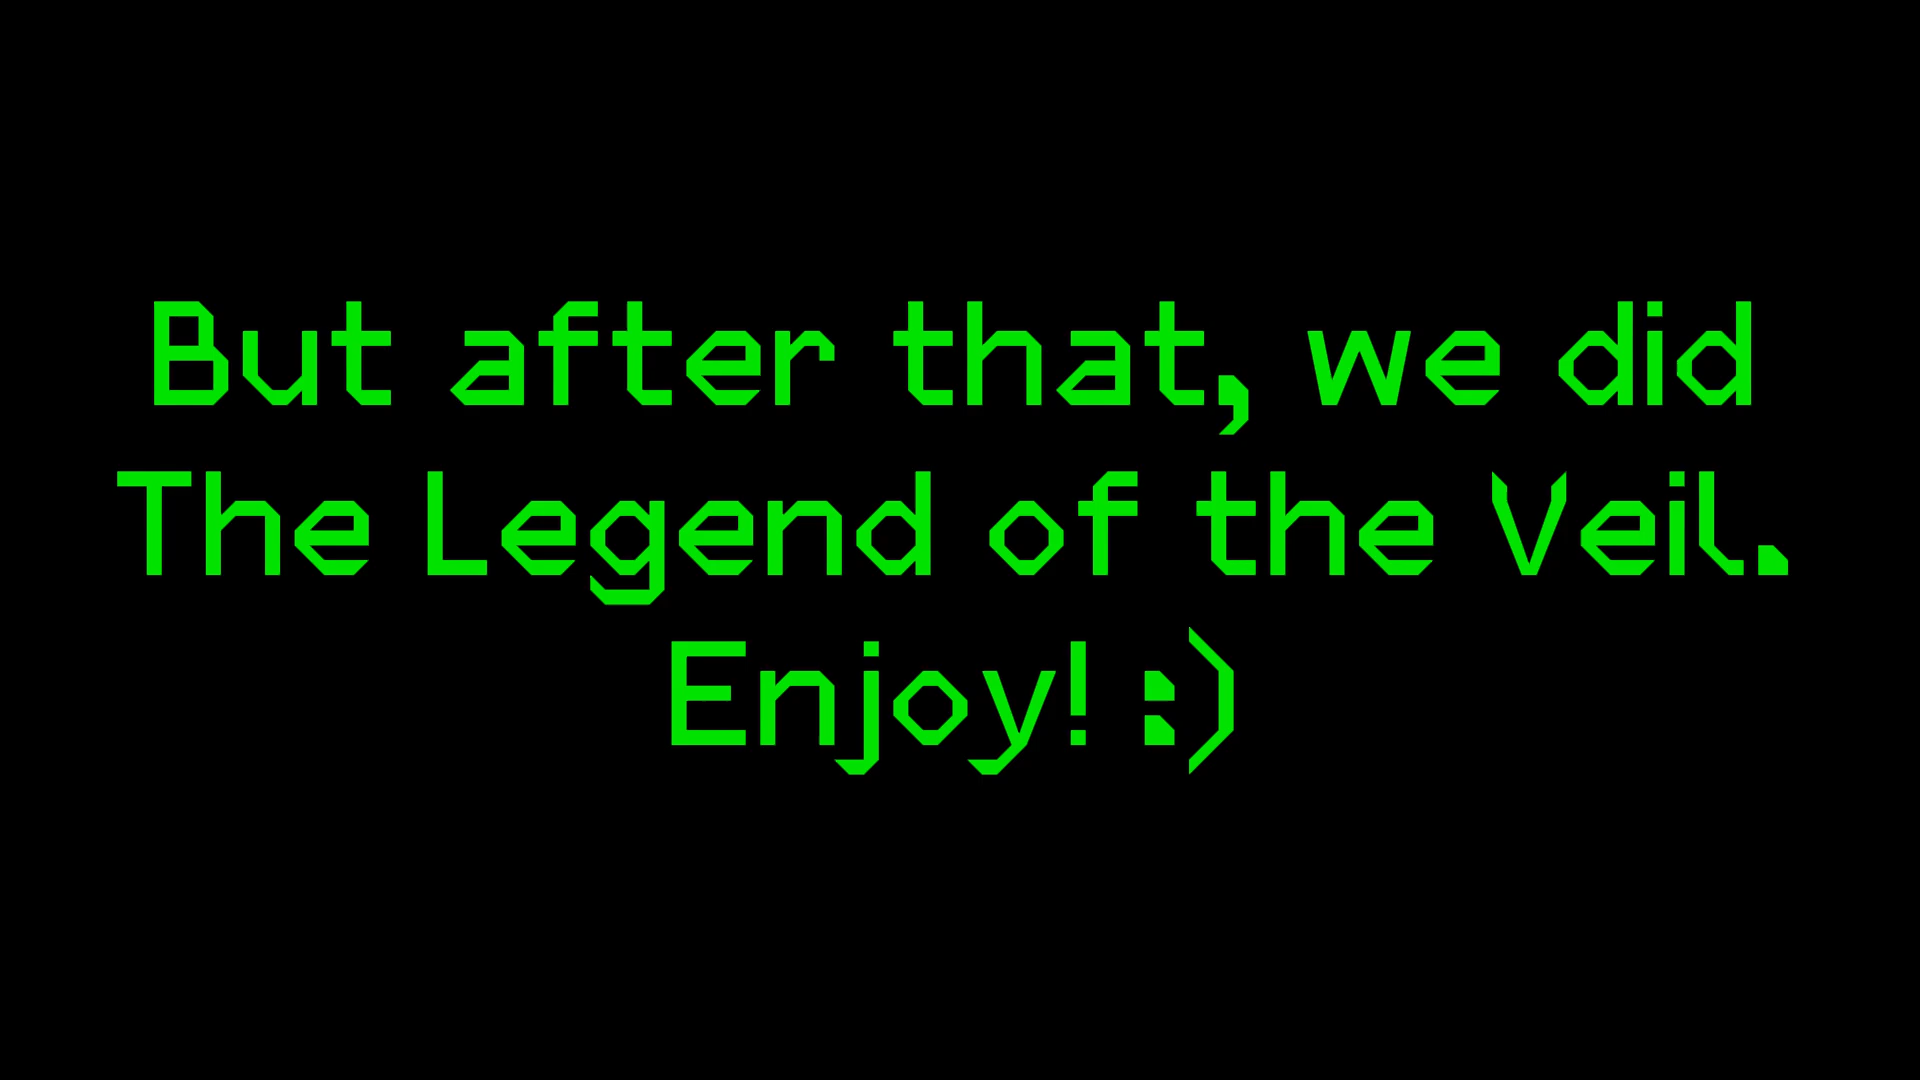 But after that, we did
The Legend of the Veil.
Enjoy! :)